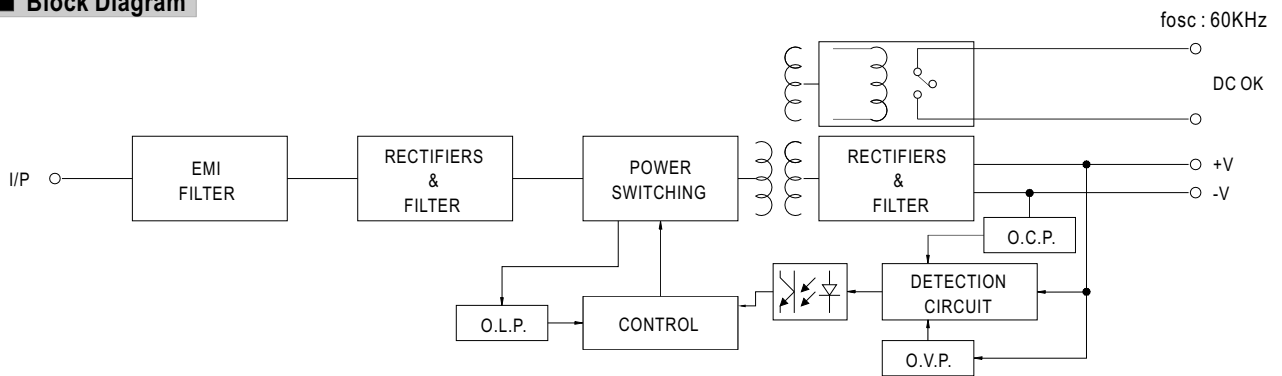 ■ Block Diagram
fosc : 60KHz
DC OK
I/P
EMI
FILTER
RECTIFIERS
&
FILTER
POWER
SWITCHING
RECTIFIERS
&
FILTER
+V
-V
O.C.P.
DETECTION
CIRCUIT
O.L.P.
CONTROL
O.V.P.